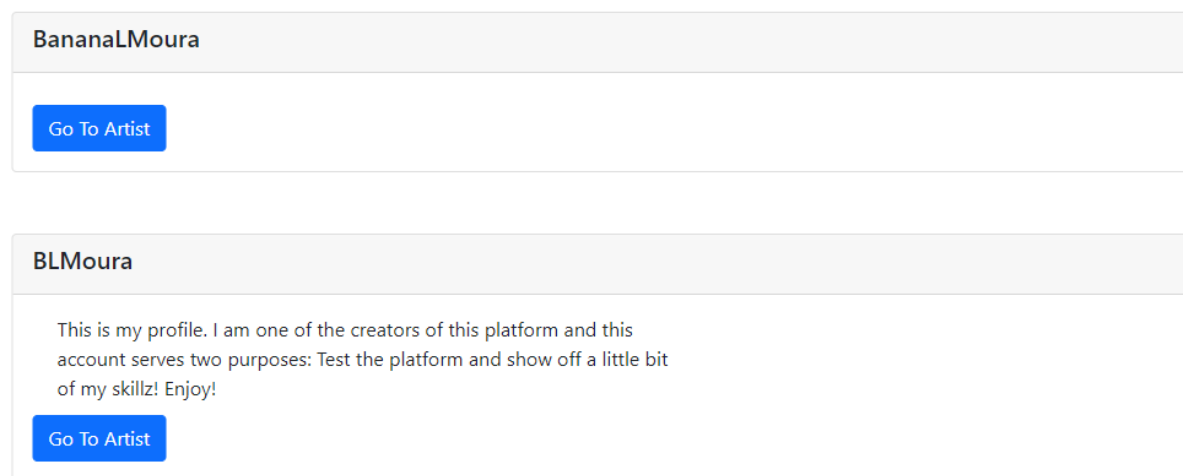 BananaLMoura
Go To Artist
BLMoura
This is my profile. I am one of the creators of this platform and this
account serves two purposes: Test the platform and show off a little bit
of my skillz! Enjoy!
Go To Artist